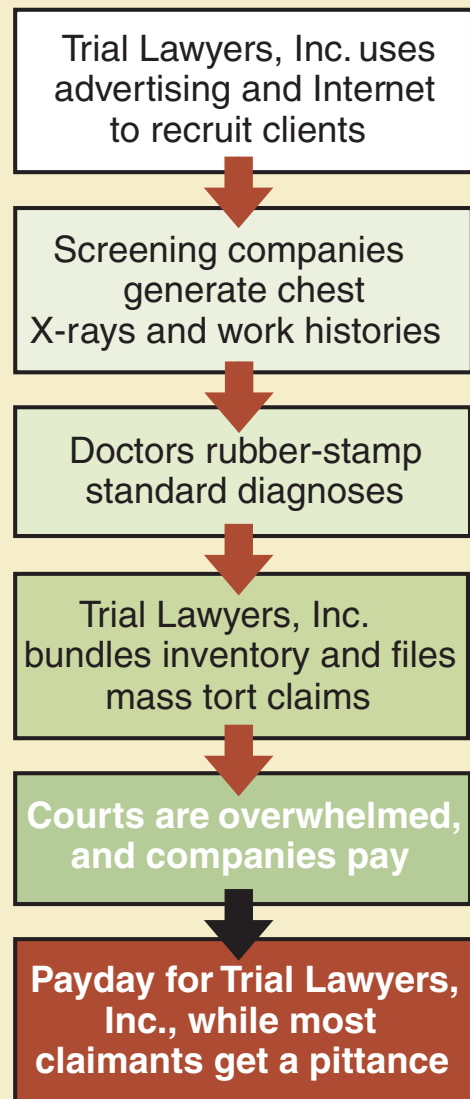 Trial Lawyers, Inc. uses
advertising and Internet
to recruit clients
Screening companies
generate chest
X-rays and work histories
Doctors rubber-stamp
standard diagnoses
Trial Lawyers, Inc.
bundles inventory and files
mass tort claims
Courts are overwhelmed,
and companies pay
Payday for Trial Lawyers,
Inc., while most
claimants get a pittance